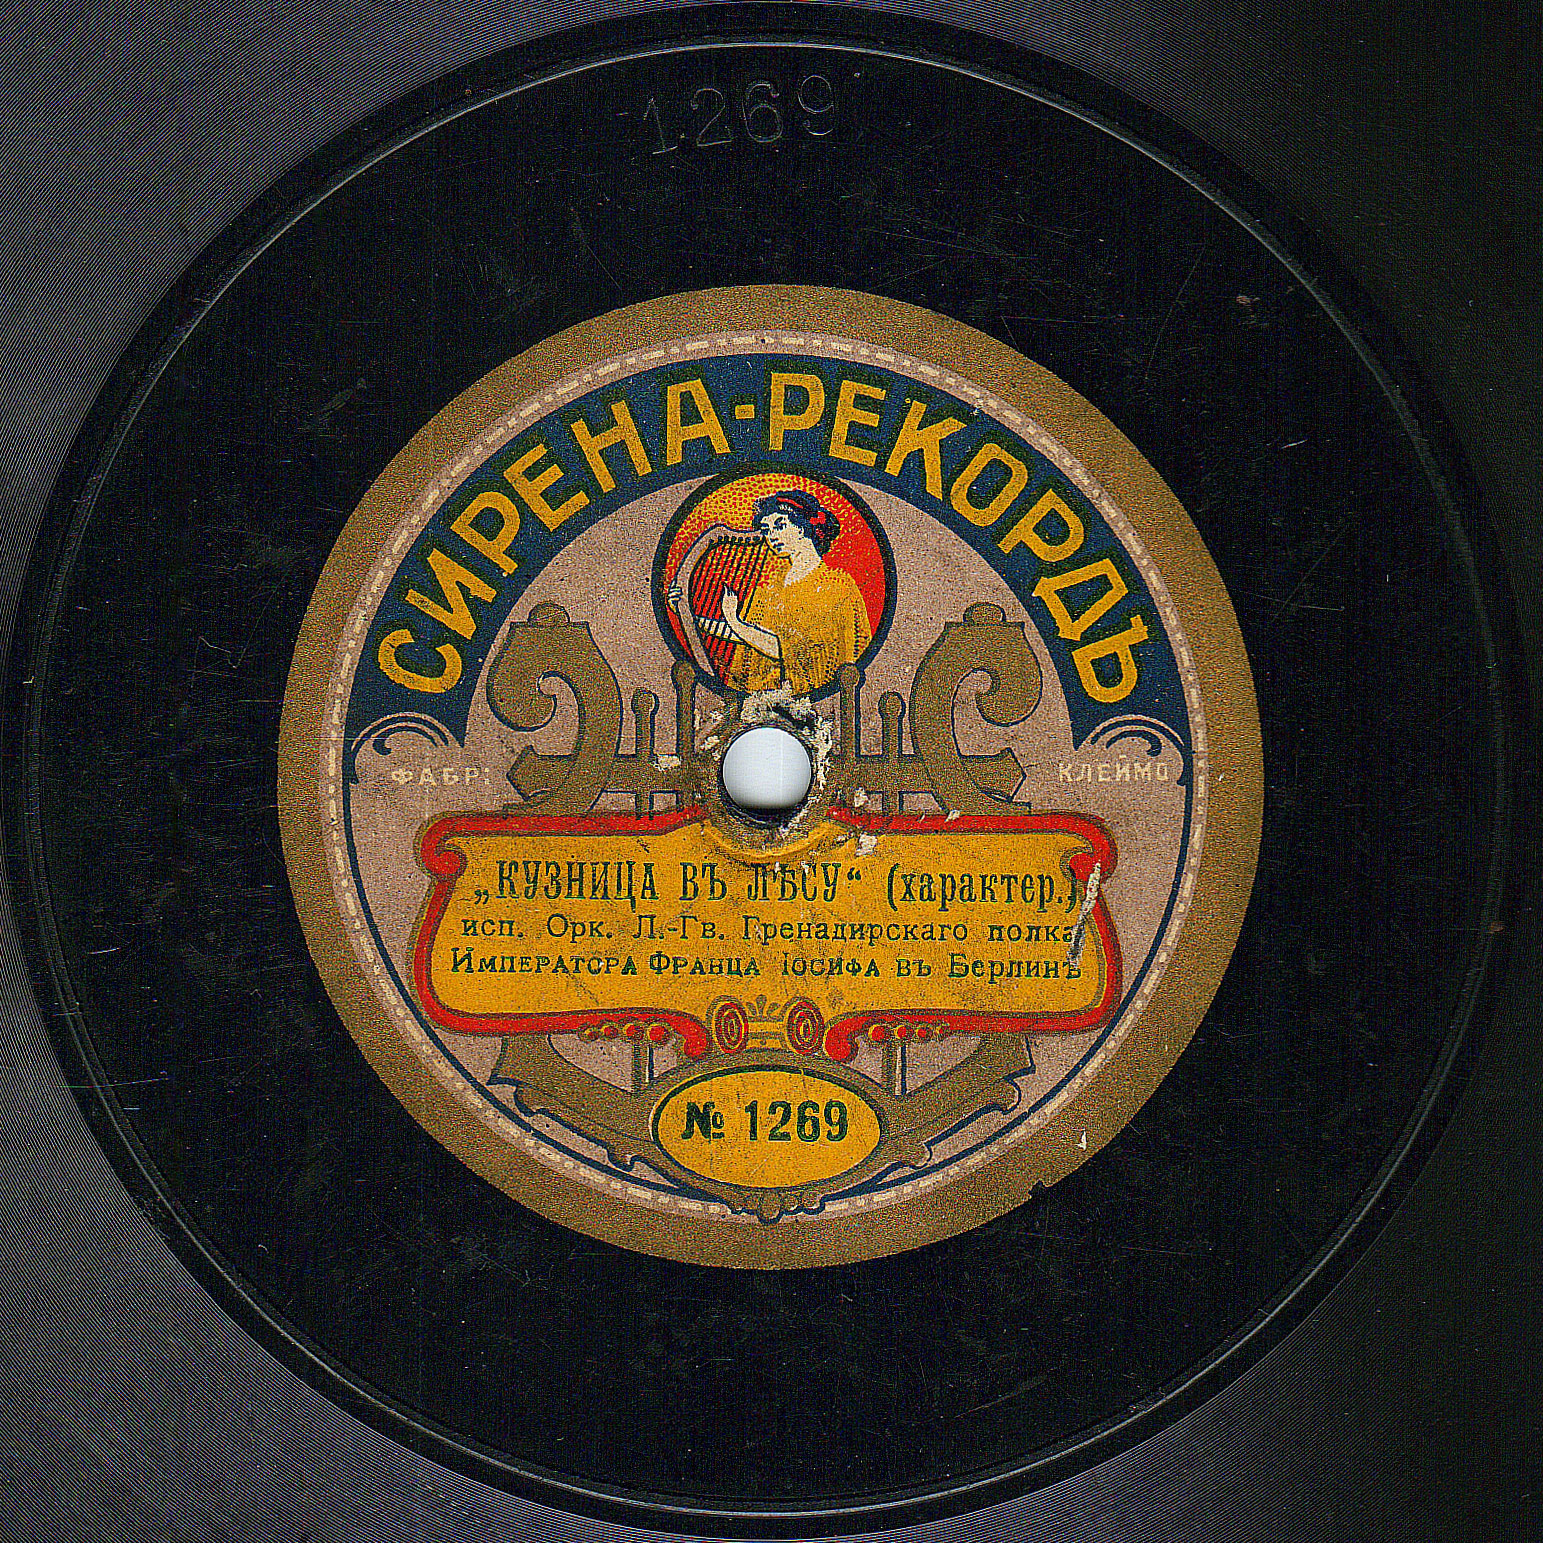 1269
СИРЕНА-РЕКОРДЪ
ФАБР. КЛЕЙМО
„КУЗНИЦА ВЪ ЛѢСУ“ (характер.)
исп. Орк. Л.-Гв. Гренадирскаго полка
Императора Франца Іосифа въ Берлинѣ
№ 1269